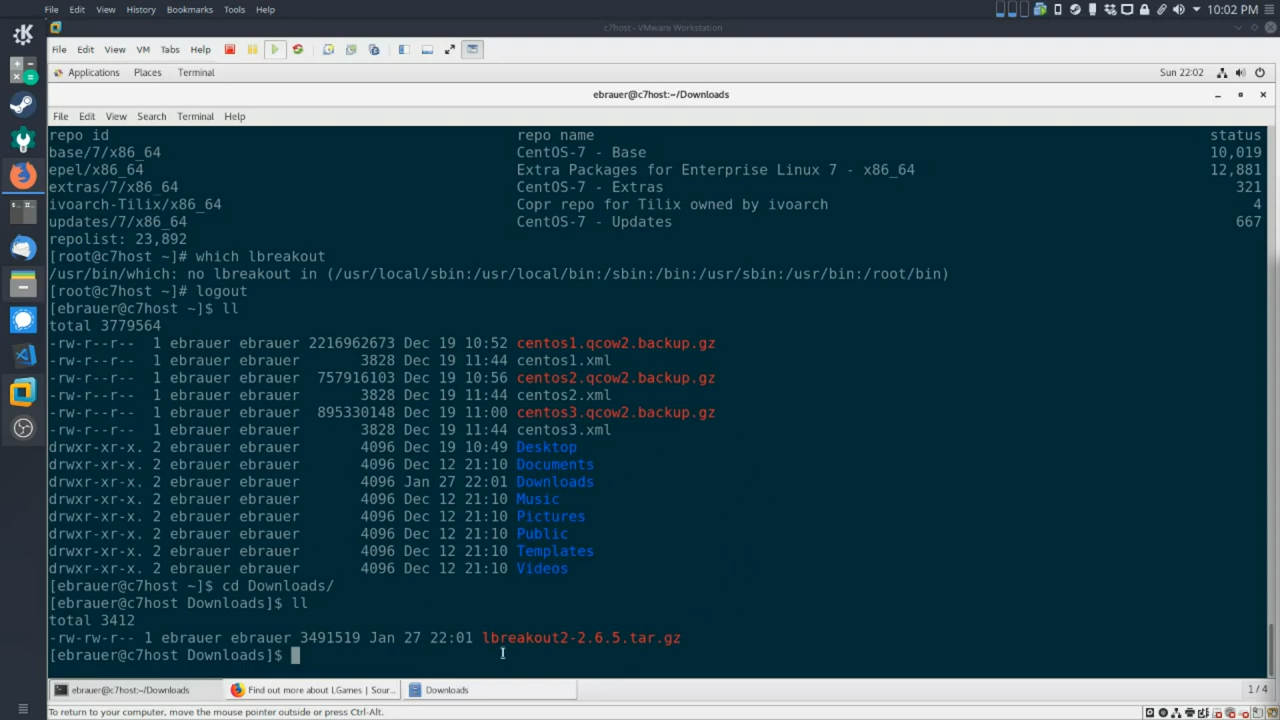 File Edit View History Bookmarks Tools Help 10:02 PM
c7host - VMware Workstation
File Edit View VM Tabs Help
Applications Places Terminal Sun 22:02
ebrauer@c7host:~/Downloads
File Edit View Search Terminal Help
repo id repo name status
base/7/x86_64 CentOS-7 - Base 10,019
epel/x86_64 Extra Packages for Enterprise Linux 7 - x86_64 12,881
extras/7/x86_64 CentOS-7 - Extras 321
ivoarch-Tilix/x86_64 Copr repo for Tilix owned by ivoarch 4
updates/7/x86_64 CentOS-7 - Updates 667
repolist: 23,892
[root@c7host ~]# which lbreakout
/usr/bin/which: no lbreakout in (/usr/local/sbin:/usr/local/bin:/sbin:/bin:/usr/sbin:/usr/bin:/root/bin)
[root@c7host ~]# logout
[ebrauer@c7host ~]$ ll
total 3779564
-rw-r--r-- 1 ebrauer ebrauer 2216962673 Dec 19 10:52 centos1.qcow2.backup.gz
-rw-r--r-- 1 ebrauer ebrauer 3828 Dec 19 11:44 centos1.xml
-rw-r--r-- 1 ebrauer ebrauer 757916103 Dec 19 10:56 centos2.qcow2.backup.gz
-rw-r--r-- 1 ebrauer ebrauer 3828 Dec 19 11:44 centos2.xml
-rw-r--r-- 1 ebrauer ebrauer 895330148 Dec 19 11:00 centos3.qcow2.backup.gz
-rw-r--r-- 1 ebrauer ebrauer 3828 Dec 19 11:44 centos3.xml
drwxr-xr-x. 2 ebrauer ebrauer 4096 Dec 19 10:49 Desktop
drwxr-xr-x. 2 ebrauer ebrauer 4096 Dec 12 21:10 Documents
drwxr-xr-x. 2 ebrauer ebrauer 4096 Jan 27 22:01 Downloads
drwxr-xr-x. 2 ebrauer ebrauer 4096 Dec 12 21:10 Music
drwxr-xr-x. 2 ebrauer ebrauer 4096 Dec 12 21:10 Pictures
drwxr-xr-x. 2 ebrauer ebrauer 4096 Dec 12 21:10 Public
drwxr-xr-x. 2 ebrauer ebrauer 4096 Dec 12 21:10 Templates
drwxr-xr-x. 2 ebrauer ebrauer 4096 Dec 12 21:10 Videos
[ebrauer@c7host ~]$ cd Downloads/
[ebrauer@c7host Downloads]$ ll
total 3412
-rw-rw-r-- 1 ebrauer ebrauer 3491519 Jan 27 22:01 lbreakout2-2.6.5.tar.gz
[ebrauer@c7host Downloads]$
ebrauer@c7host:~/Downloads Find out more about LGames | Sour... Downloads 1 / 4
To return to your computer, move the mouse pointer outside or press Ctrl-Alt.